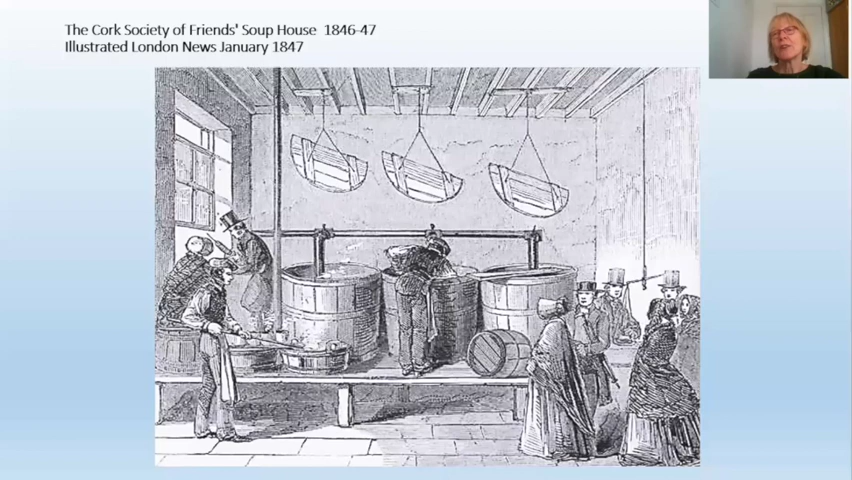 The Cork Society of Friends' Soup House 1846-47
Illustrated London News January 1847